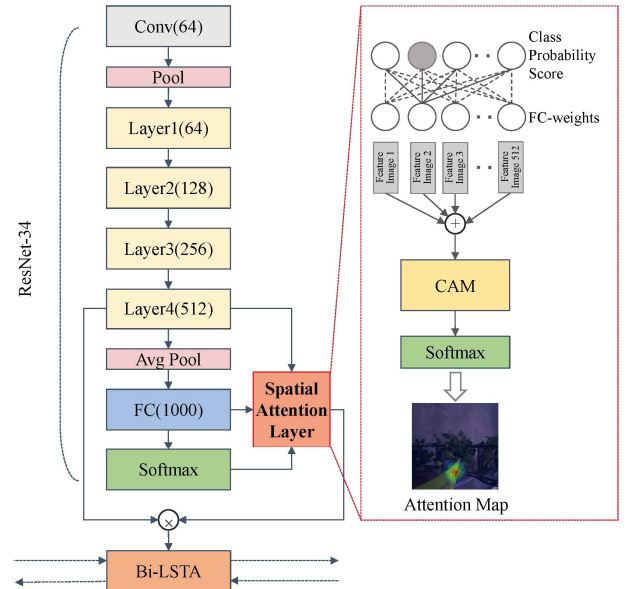 Conv(64)
Pool
Layer1(64)
Layer2(128)
Layer3(256)
Layer4(512)
Avg Pool
FC(1000)
Softmax
ResNet-34
Spatial
Attention
Layer
×
Bi-LSTA
Class
Probability
Score
FC-weights
Feature
Image 1
Feature
Image 2
Feature
Image 3
Feature
Image 512
+
CAM
Softmax
Attention Map